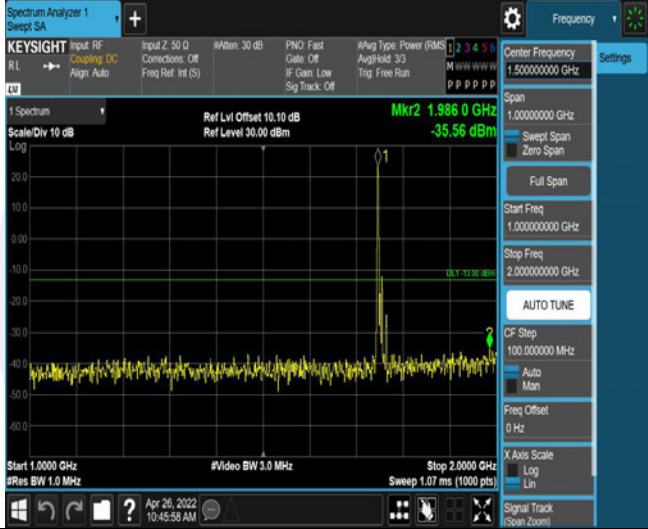 Spectrum Analyzer 1
Swept SA
Frequency
KEYSIGHT
RL
LXI
Input: RF
Coupling: DC
Align: Auto
Input Z: 50 Ω
Corrections: Off
Freq Ref: Int (S)
#Atten: 30 dB
PNO: Fast
Gate: Off
IF Gain: Low
Sig Track: Off
#Avg Type: Power (RMS
Avg|Hold: 3/3
Trig: Free Run
1 2 3 4 5 6
M W W W W W
P P P P P P
Center Frequency
1.500000000 GHz
Settings
1 Spectrum
Scale/Div 10 dB
Log
Ref Lvl Offset 10.10 dB
Ref Level 30.00 dBm
Mkr2 1.986 0 GHz
-35.56 dBm
Span
1.00000000 GHz
Swept Span
Zero Span
Full Span
Start Freq
1.000000000 GHz
Stop Freq
2.000000000 GHz
AUTO TUNE
CF Step
100.000000 MHz
Auto
Man
Freq Offset
0 Hz
X Axis Scale
Log
Lin
Signal Track
(Span Zoom)
1
20.0
10.0
0.00
-10.0
DL1 -13.00 dBm
-20.0
-30.0
2
-40.0
-50.0
-60.0
Start 1.0000 GHz
#Res BW 1.0 MHz
#Video BW 3.0 MHz
Stop 2.0000 GHz
Sweep 1.07 ms (1000 pts)
?
Apr 26, 2022
10:45:58 AM